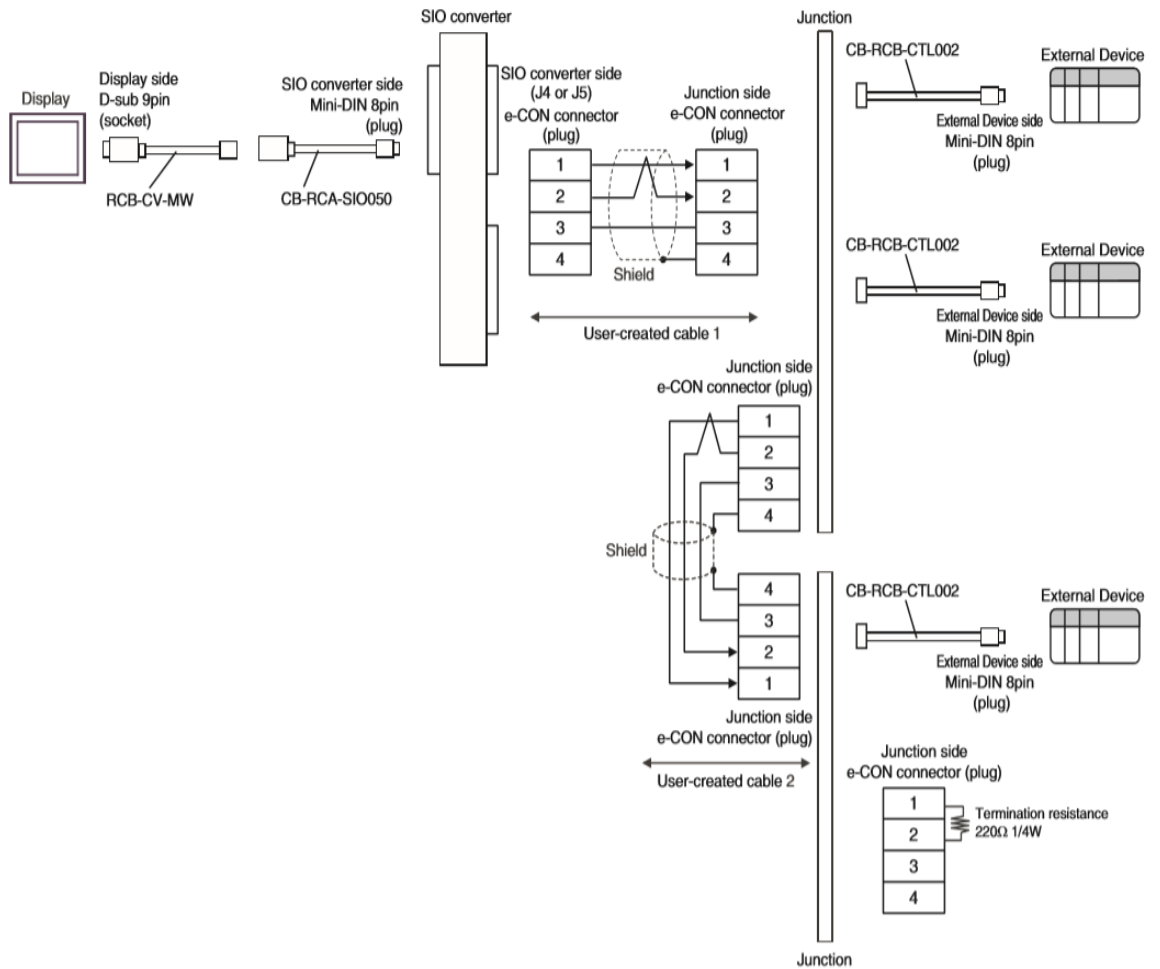 SIO converter
Junction
Display
Display side
D-sub 9pin
(socket)
RCB-CV-MW
SIO converter side
Mini-DIN 8pin
(plug)
CB-RCA-SIO050
SIO converter side
(J4 or J5)
e-CON connector
(plug)
1
2
3
4
Junction side
e-CON connector
(plug)
1
2
3
4
Shield
User-created cable 1
CB-RCB-CTL002
External Device
External Device side
Mini-DIN 8pin
(plug)
CB-RCB-CTL002
External Device
External Device side
Mini-DIN 8pin
(plug)
Junction side
e-CON connector (plug)
1
2
3
4
Shield
4
3
2
1
Junction side
e-CON connector (plug)
User-created cable 2
CB-RCB-CTL002
External Device
External Device side
Mini-DIN 8pin
(plug)
Junction side
e-CON connector (plug)
1
2
3
4
Termination resistance
220Ω 1/4W
Junction